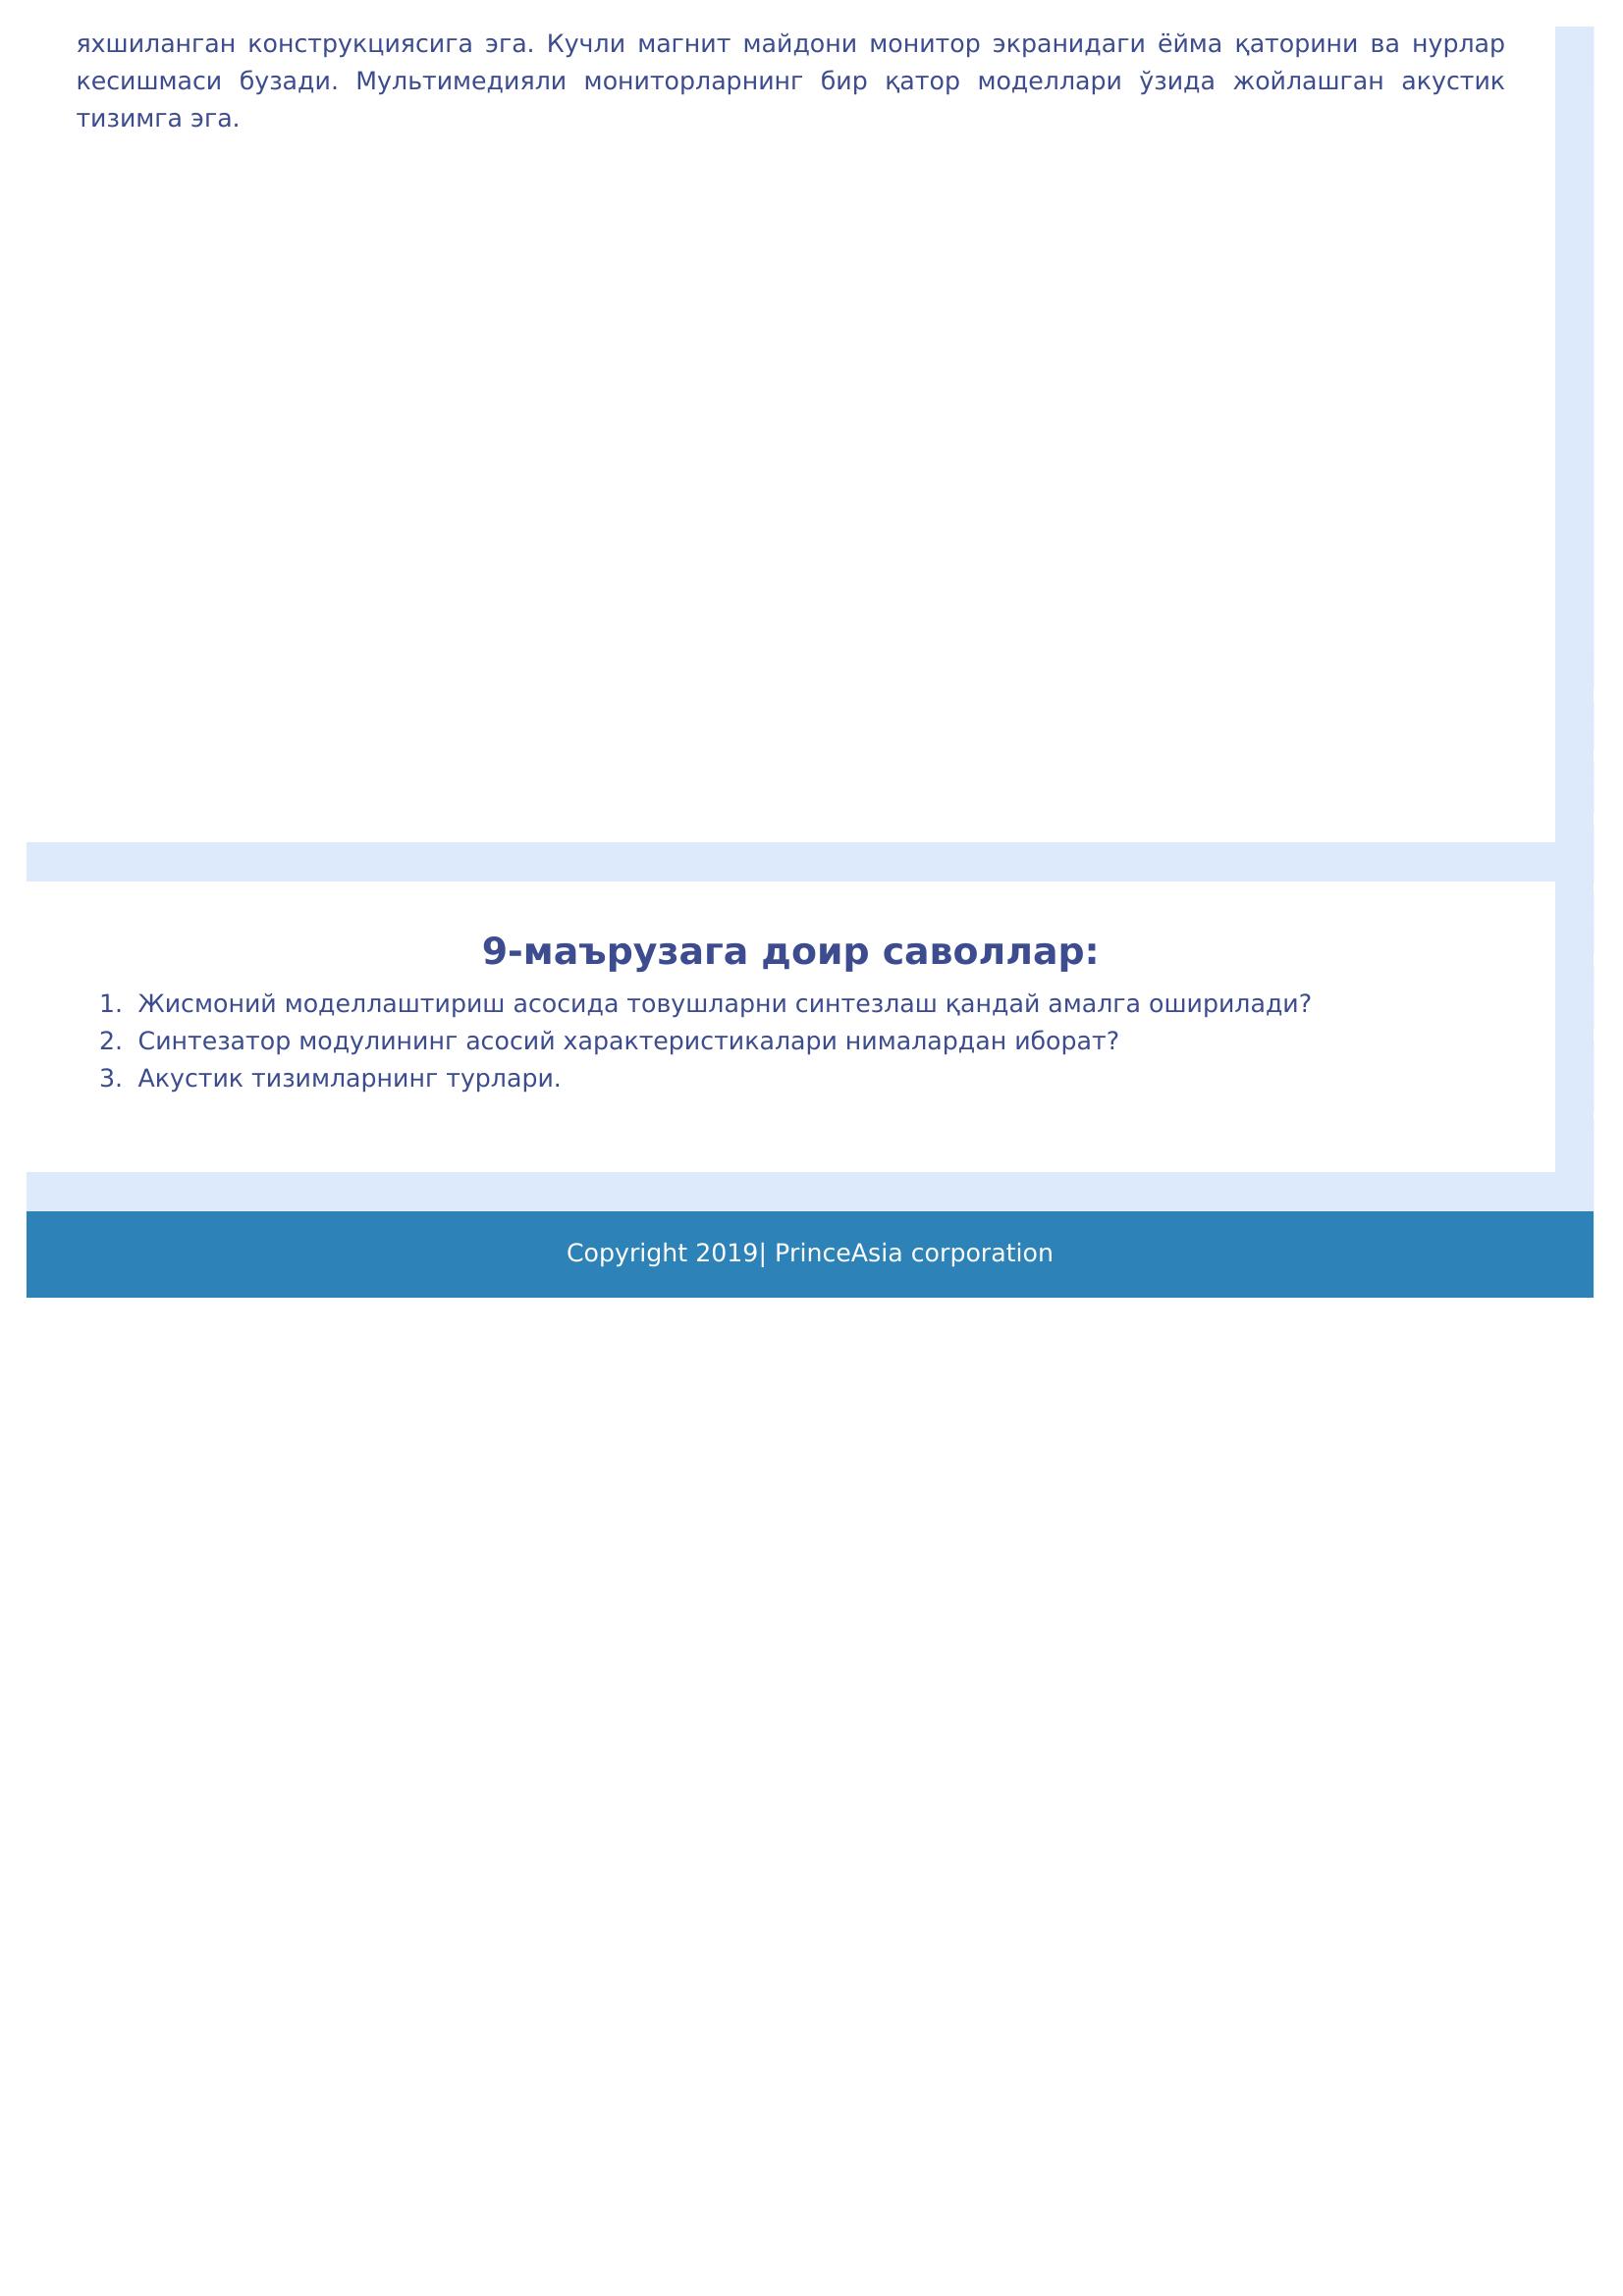 яхшиланган конструкциясига эга. Кучли магнит майдони монитор экранидаги ёйма қаторини ва нурлар
кесишмаси бузади. Мультимедияли мониторларнинг бир қатор моделлари ўзида жойлашган акустик
тизимга эга.
9-маърузага доир саволлар:
1. Жисмоний моделлаштириш асосида товушларни синтезлаш қандай амалга оширилади?
2. Синтезатор модулининг асосий характеристикалари нималардан иборат?
3. Акустик тизимларнинг турлари.
Copyright 2019| PrinceAsia corporation